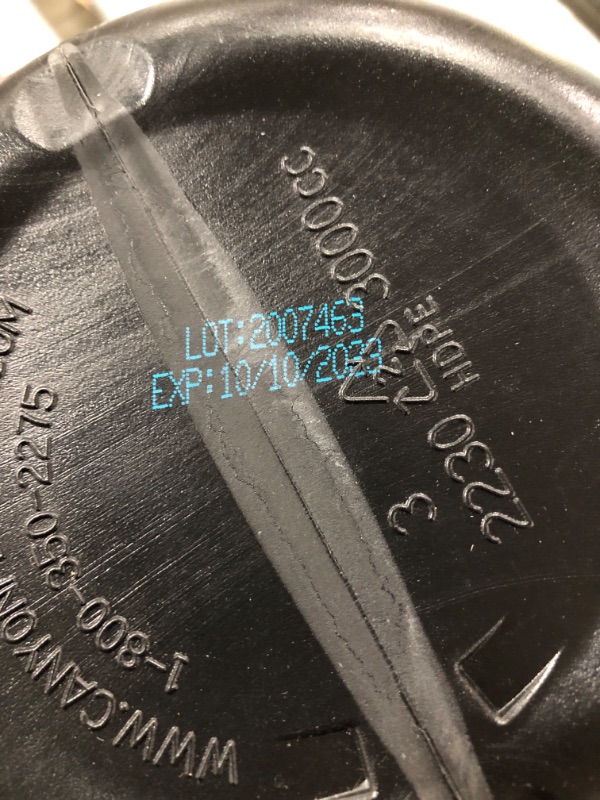 LOT:2007463
EXP:10/10/2023
3000cc
HDPE
2230
3
1-800-350-2275
WWW.CANYON